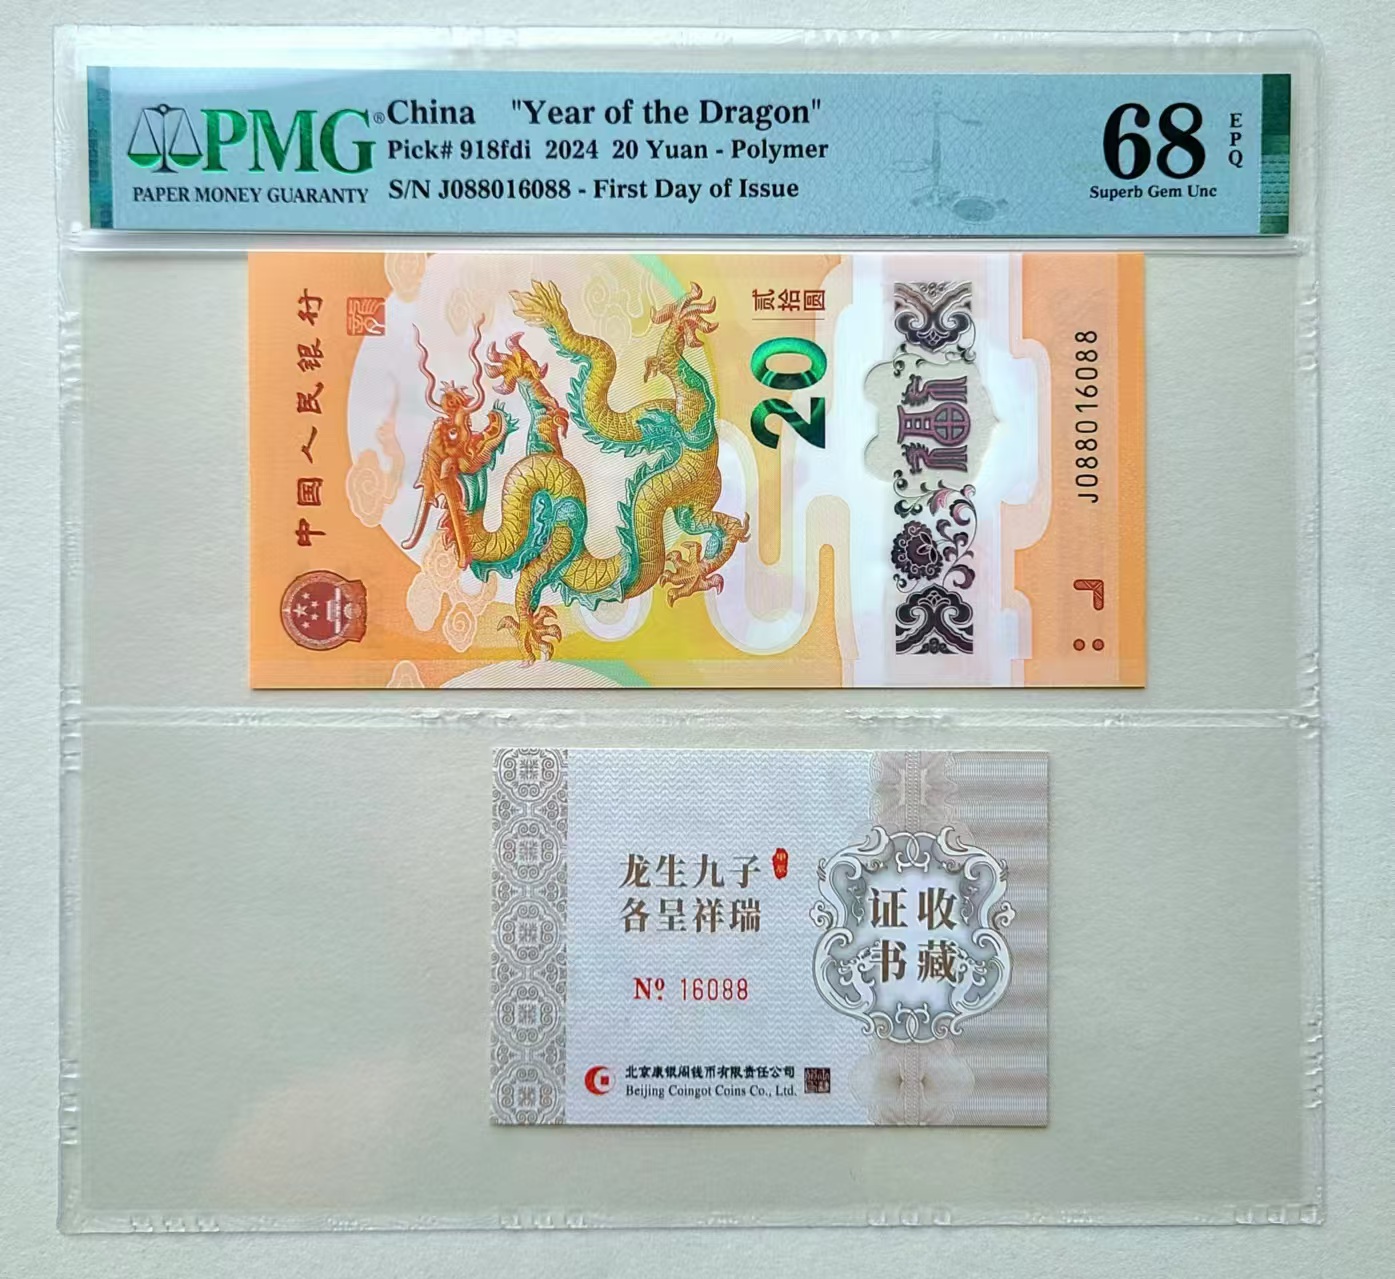 PMG®
PAPER MONEY GUARANTY
China "Year of the Dragon"
Pick# 918fdi 2024 20 Yuan - Polymer
S/N J088016088 - First Day of Issue
68
Superb Gem Unc
EPQ
中国人民银行
贰拾圆
20
J088016088
龙生九子
各呈祥瑞
№ 16088
收藏
证书
北京康银阁钱币有限责任公司
Beijing Coingot Coins Co., Ltd.